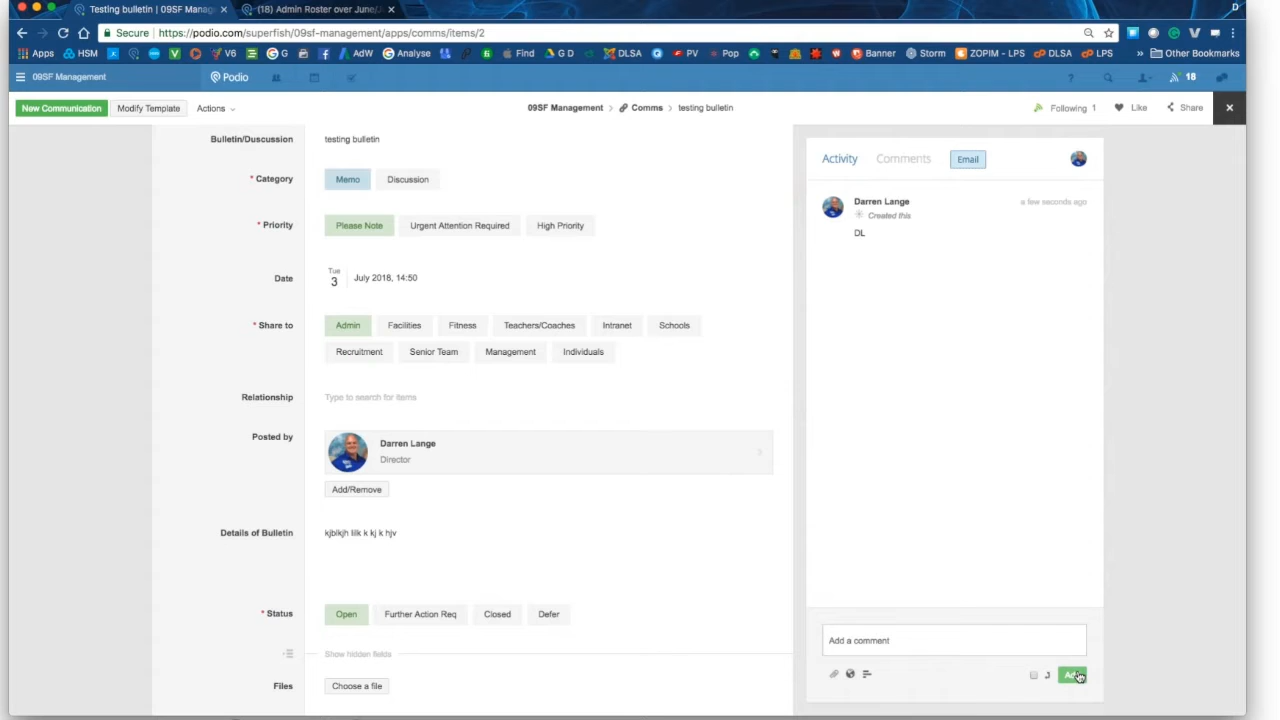 Testing bulletin | 09SF Manag × (18) Admin Roster over June/J ×
D
Secure | https://podio.com/superfish/09sf-management/apps/comms/items/2
Apps HSM V6 G AdW Analyse Find G D DLSA PV Pop Banner Storm ZOPIM - LPS DLSA LPS » Other Bookmarks
09SF Management Podio ? 18
New Communication Modify Template Actions 09SF Management > Comms > testing bulletin Following 1 Like Share ×
Bulletin/Duscussion testing bulletin
* Category Memo Discussion
* Priority Please Note Urgent Attention Required High Priority
Date Tue 3 July 2018, 14:50
* Share to Admin Facilities Fitness Teachers/Coaches Intranet Schools
Recruitment Senior Team Management Individuals
Relationship Type to search for items
Posted by Darren Lange
Director
Add/Remove
Details of Bulletin kjblkjh lilk k kj k hjv
* Status Open Further Action Req Closed Defer
Show hidden fields
Files Choose a file
Activity Comments Email
Darren Lange a few seconds ago
Created this
DL
Add a comment